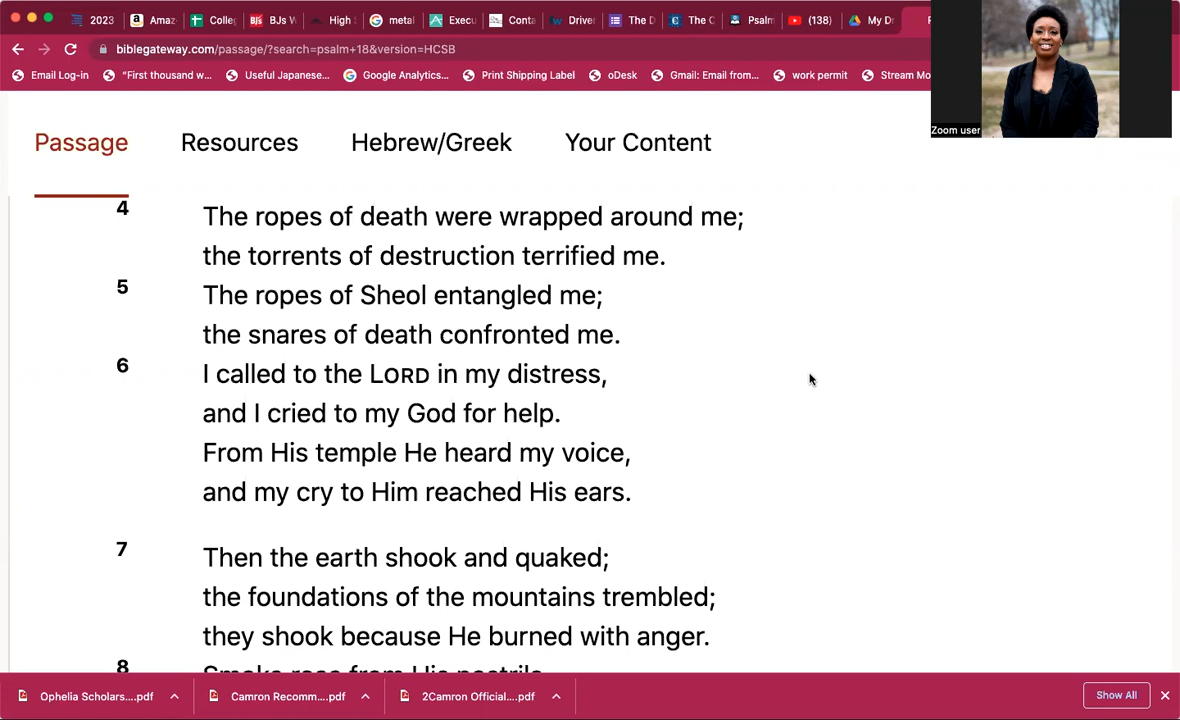 2023 Amaz Colle BJs W High metal Execu Conta Driver The D The C Psalm (138) My Dr
biblegateway.com/passage/?search=psalm+18&version=HCSB
Email Log-in "First thousand w... Useful Japanese... Google Analytics... Print Shipping Label oDesk Gmail: Email from... work permit Stream Mo
Zoom user
Passage Resources Hebrew/Greek Your Content
4 The ropes of death were wrapped around me;
the torrents of destruction terrified me.
5 The ropes of Sheol entangled me;
the snares of death confronted me.
6 I called to the LORD in my distress,
and I cried to my God for help.
From His temple He heard my voice,
and my cry to Him reached His ears.
7 Then the earth shook and quaked;
the foundations of the mountains trembled;
they shook because He burned with anger.
8 Smoke rose from His nostrils
Ophelia Scholars....pdf Camron Recomm....pdf 2Camron Official....pdf Show All